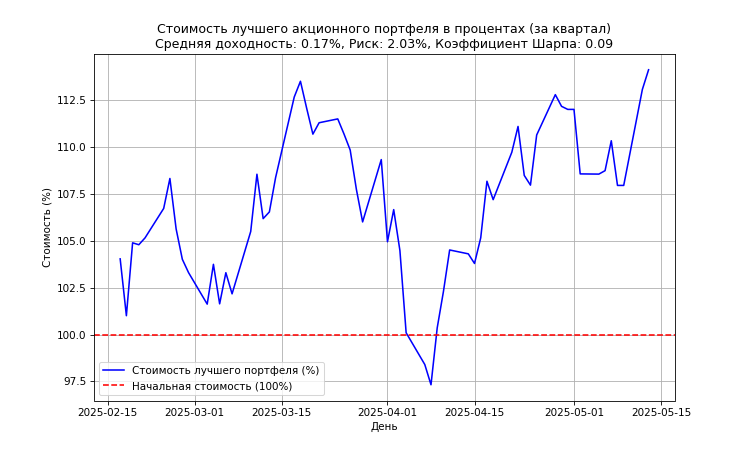 Стоимость лучшего акционного портфеля в процентах (за квартал)
Средняя доходность: 0.17%, Риск: 2.03%, Коэффициент Шарпа: 0.09
Стоимость (%)
112.5
110.0
107.5
105.0
102.5
100.0
97.5
Стоимость лучшего портфеля (%)
Начальная стоимость (100%)
2025-02-15 2025-03-01 2025-03-15 2025-04-01 2025-04-15 2025-05-01 2025-05-15
День